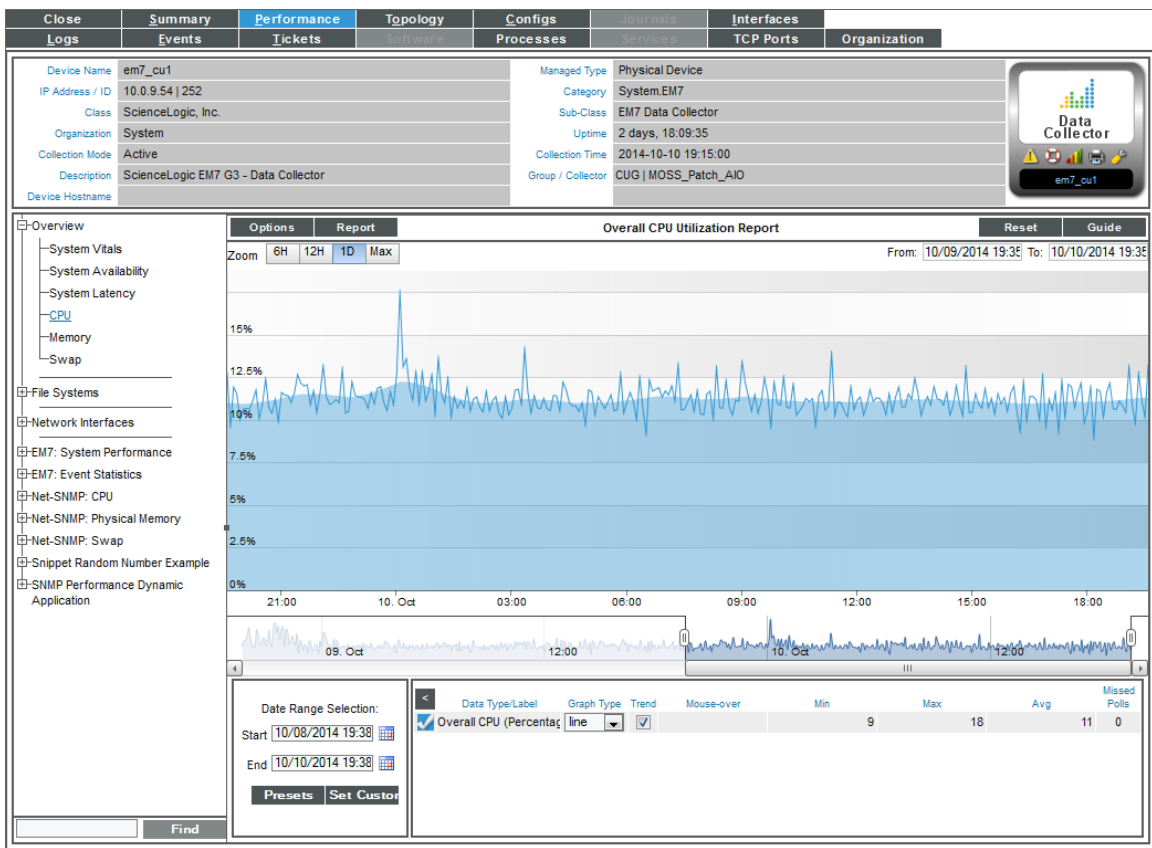 Close Summary Performance Topology Configs Journals Interfaces
Logs Events Tickets Software Processes Services TCP Ports Organization
Device Name em7_cu1 Managed Type Physical Device
IP Address / ID 10.0.9.54 | 252 Category System.EM7
Class ScienceLogic, Inc. Sub-Class EM7 Data Collector
Organization System Uptime 2 days, 18:09:35
Collection Mode Active Collection Time 2014-10-10 19:15:00
Description ScienceLogic EM7 G3 - Data Collector Group / Collector CUG | MOSS_Patch_AIO
Device Hostname
Data
Collector
em7_cu1
Overview
System Vitals
System Availability
System Latency
CPU
Memory
Swap
File Systems
Network Interfaces
EM7: System Performance
EM7: Event Statistics
Net-SNMP: CPU
Net-SNMP: Physical Memory
Net-SNMP: Swap
Snippet Random Number Example
SNMP Performance Dynamic
Application
Find
Options Report Overall CPU Utilization Report Reset Guide
Zoom 6H 12H 1D Max From: 10/09/2014 19:35 To: 10/10/2014 19:35
15%
12.5%
10%
7.5%
5%
2.5%
0%
21:00 10. Oct 03:00 06:00 09:00 12:00 15:00 18:00
09. Oct 12:00 10. Oct 12:00
Date Range Selection:
Start 10/08/2014 19:38
End 10/10/2014 19:38
Presets Set Custor
< Data Type/Label Graph Type Trend Mouse-over Min Max Avg Missed Polls
Overall CPU (Percentag line 9 18 11 0